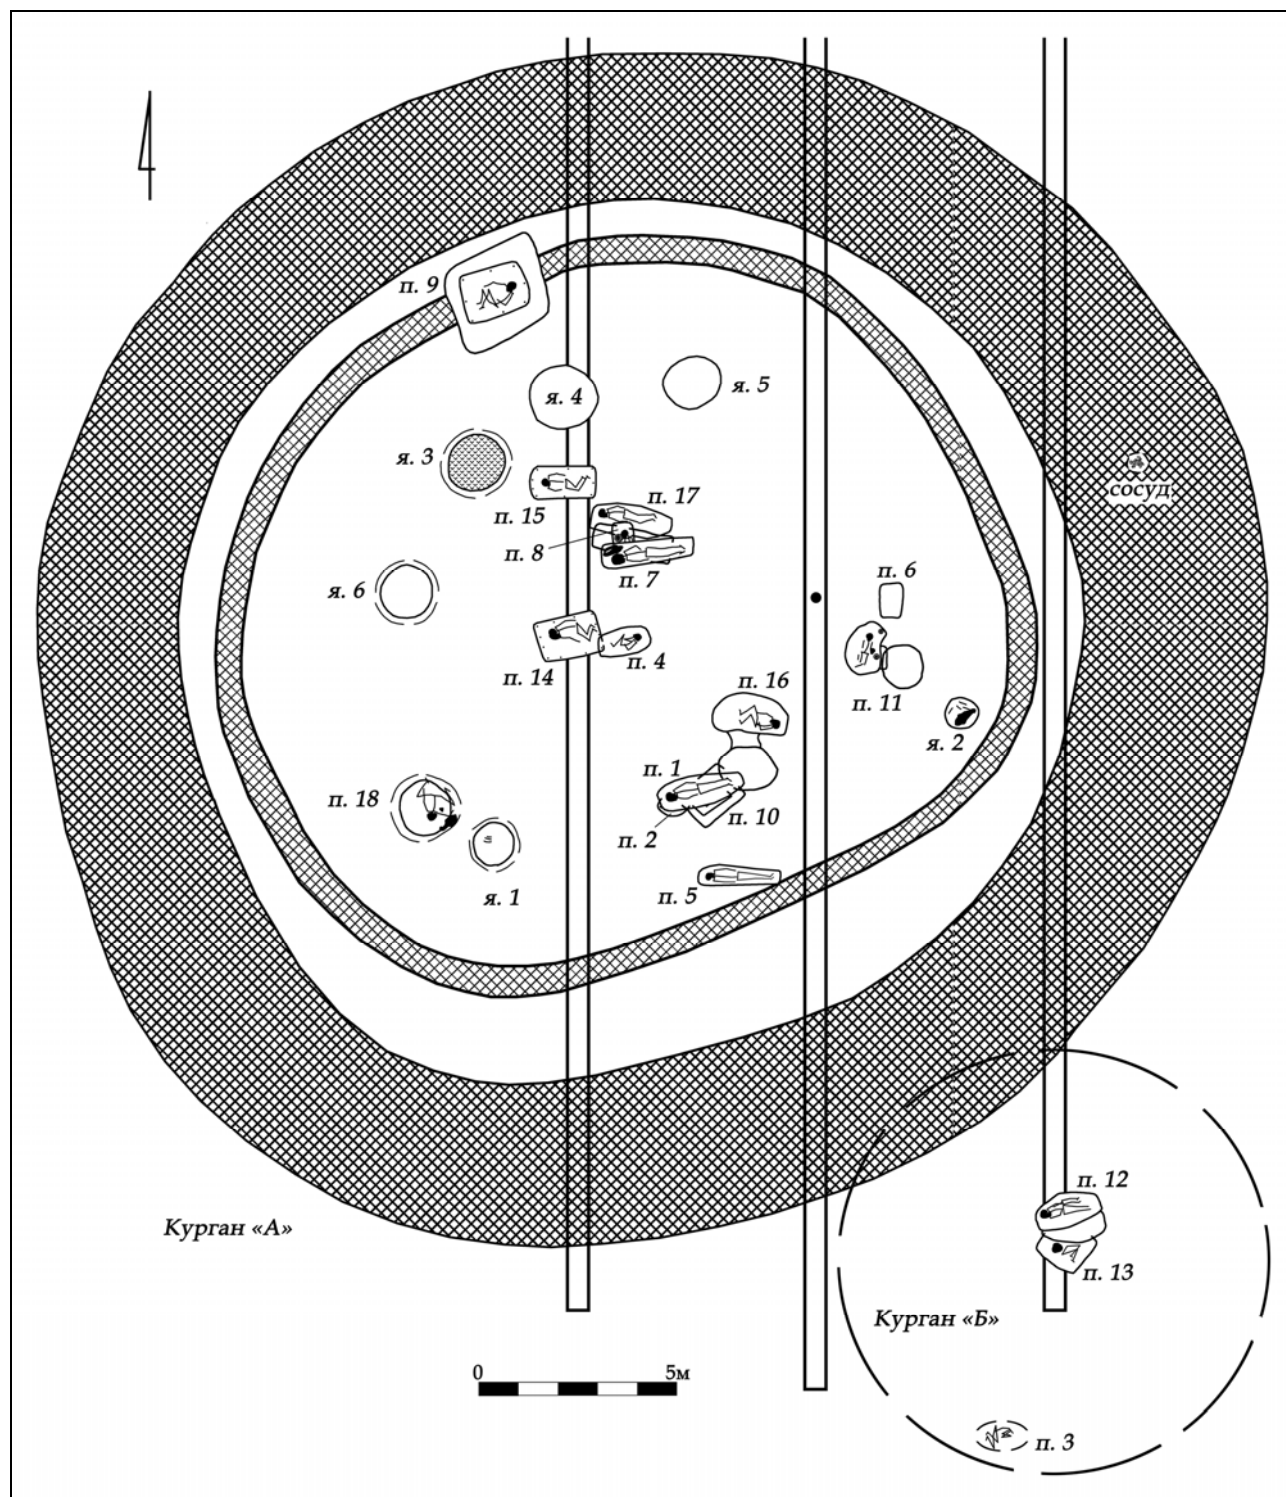 п. 9
я. 4
я. 5
я. 3
сосуд
п. 15
п. 17
п. 8
п. 7
п. 6
я. 6
п. 14
п. 4
п. 16
п. 11
я. 2
п. 1
п. 18
п. 10
п. 2
п. 5
я. 1
п. 12
Курган «А»
п. 13
Курган «Б»
0 5м
п. 3